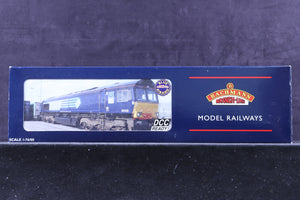 BACHMANN
BRANCH-LINE
MODEL RAILWAYS
DCC
READY
SCALE 1:76/00